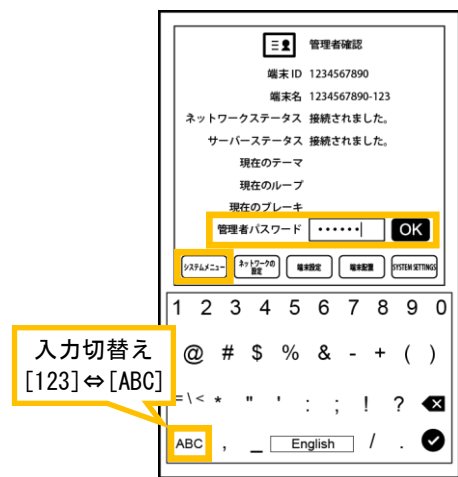 管理者確認
端末 ID 1234567890
端末名 1234567890-123
ネットワークステータス 接続されました。
サーバーステータス 接続されました。
現在のテーマ
現在のループ
現在のブレーキ
管理者パスワード ••••••| OK
システムメニュー ネットワークの設定 端末設定 端末配置 SYSTEM SETTINGS
1 2 3 4 5 6 7 8 9 0
@ # $ % & - + ( )
=\< * " ' : ; ! ?
ABC , _ English / .
入力切替え
[123]⇔[ABC]